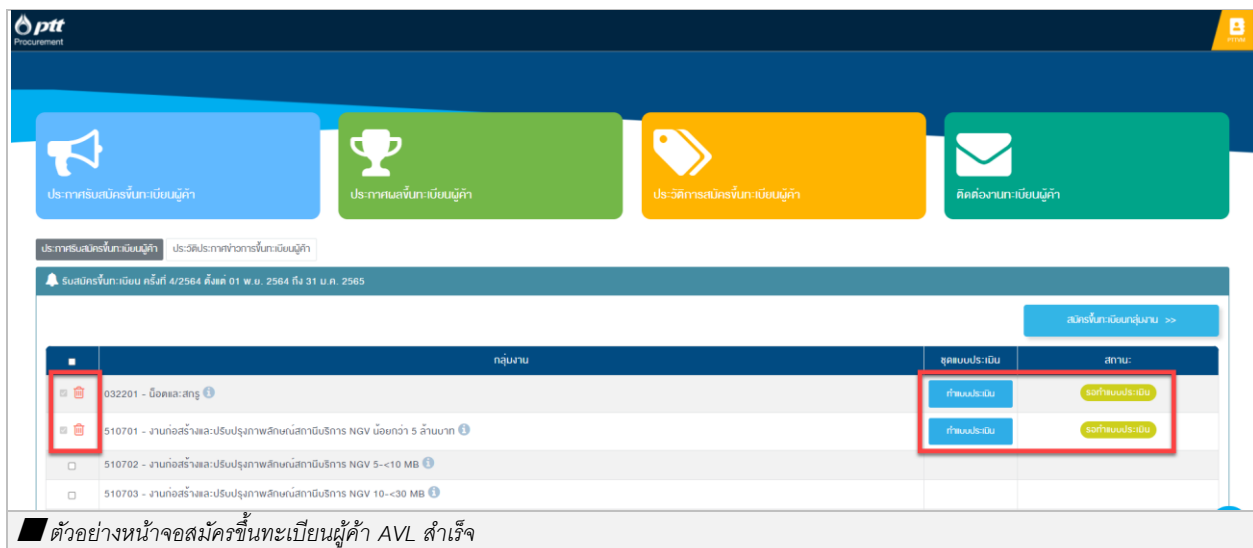 ptt
Procurement
PTTVM
ประกาศรับสมัครขึ้นทะเบียนผู้ค้า
ประกาศผลขึ้นทะเบียนผู้ค้า
ประวัติการสมัครขึ้นทะเบียนผู้ค้า
ติดต่องานทะเบียนผู้ค้า
ประกาศรับสมัครขึ้นทะเบียนผู้ค้า ประวัติประกาศข่าวการขึ้นทะเบียนผู้ค้า
รับสมัครขึ้นทะเบียน ครั้งที่ 4/2564 ตั้งแต่ 01 พ.ย. 2564 ถึง 31 ม.ค. 2565
สมัครขึ้นทะเบียนกลุ่มงาน >>
กลุ่มงาน ชุดแบบประเมิน สถานะ
032201 - น็อตและสกรู ทำแบบประเมิน รอทำแบบประเมิน
510701 - งานก่อสร้างและปรับปรุงภาพลักษณ์สถานีบริการ NGV น้อยกว่า 5 ล้านบาท ทำแบบประเมิน รอทำแบบประเมิน
510702 - งานก่อสร้างและปรับปรุงภาพลักษณ์สถานีบริการ NGV 5-<10 MB
510703 - งานก่อสร้างและปรับปรุงภาพลักษณ์สถานีบริการ NGV 10-<30 MB
ตัวอย่างหน้าจอสมัครขึ้นทะเบียนผู้ค้า AVL สำเร็จ